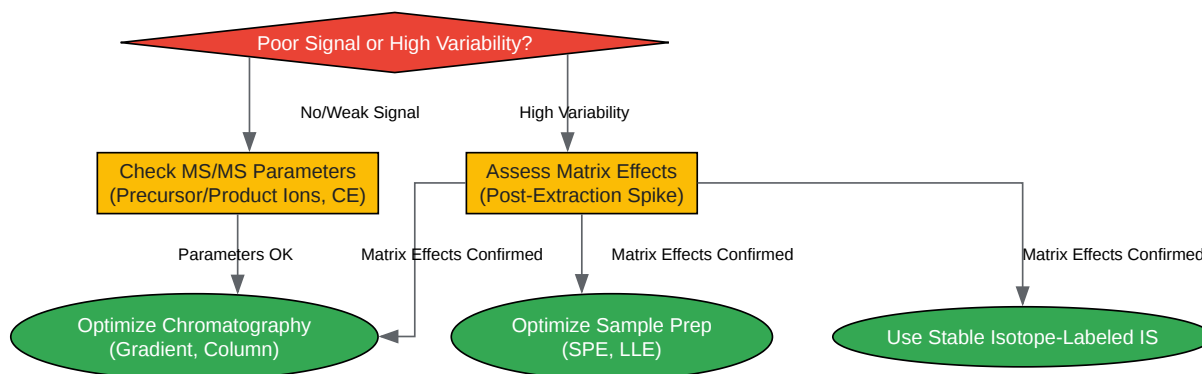 Poor Signal or High Variability?
No/Weak Signal
High Variability
Check MS/MS Parameters
(Precursor/Product Ions, CE)
Assess Matrix Effects
(Post-Extraction Spike)
Parameters OK
Matrix Effects Confirmed
Matrix Effects Confirmed
Matrix Effects Confirmed
Optimize Chromatography
(Gradient, Column)
Optimize Sample Prep
(SPE, LLE)
Use Stable Isotope-Labeled IS